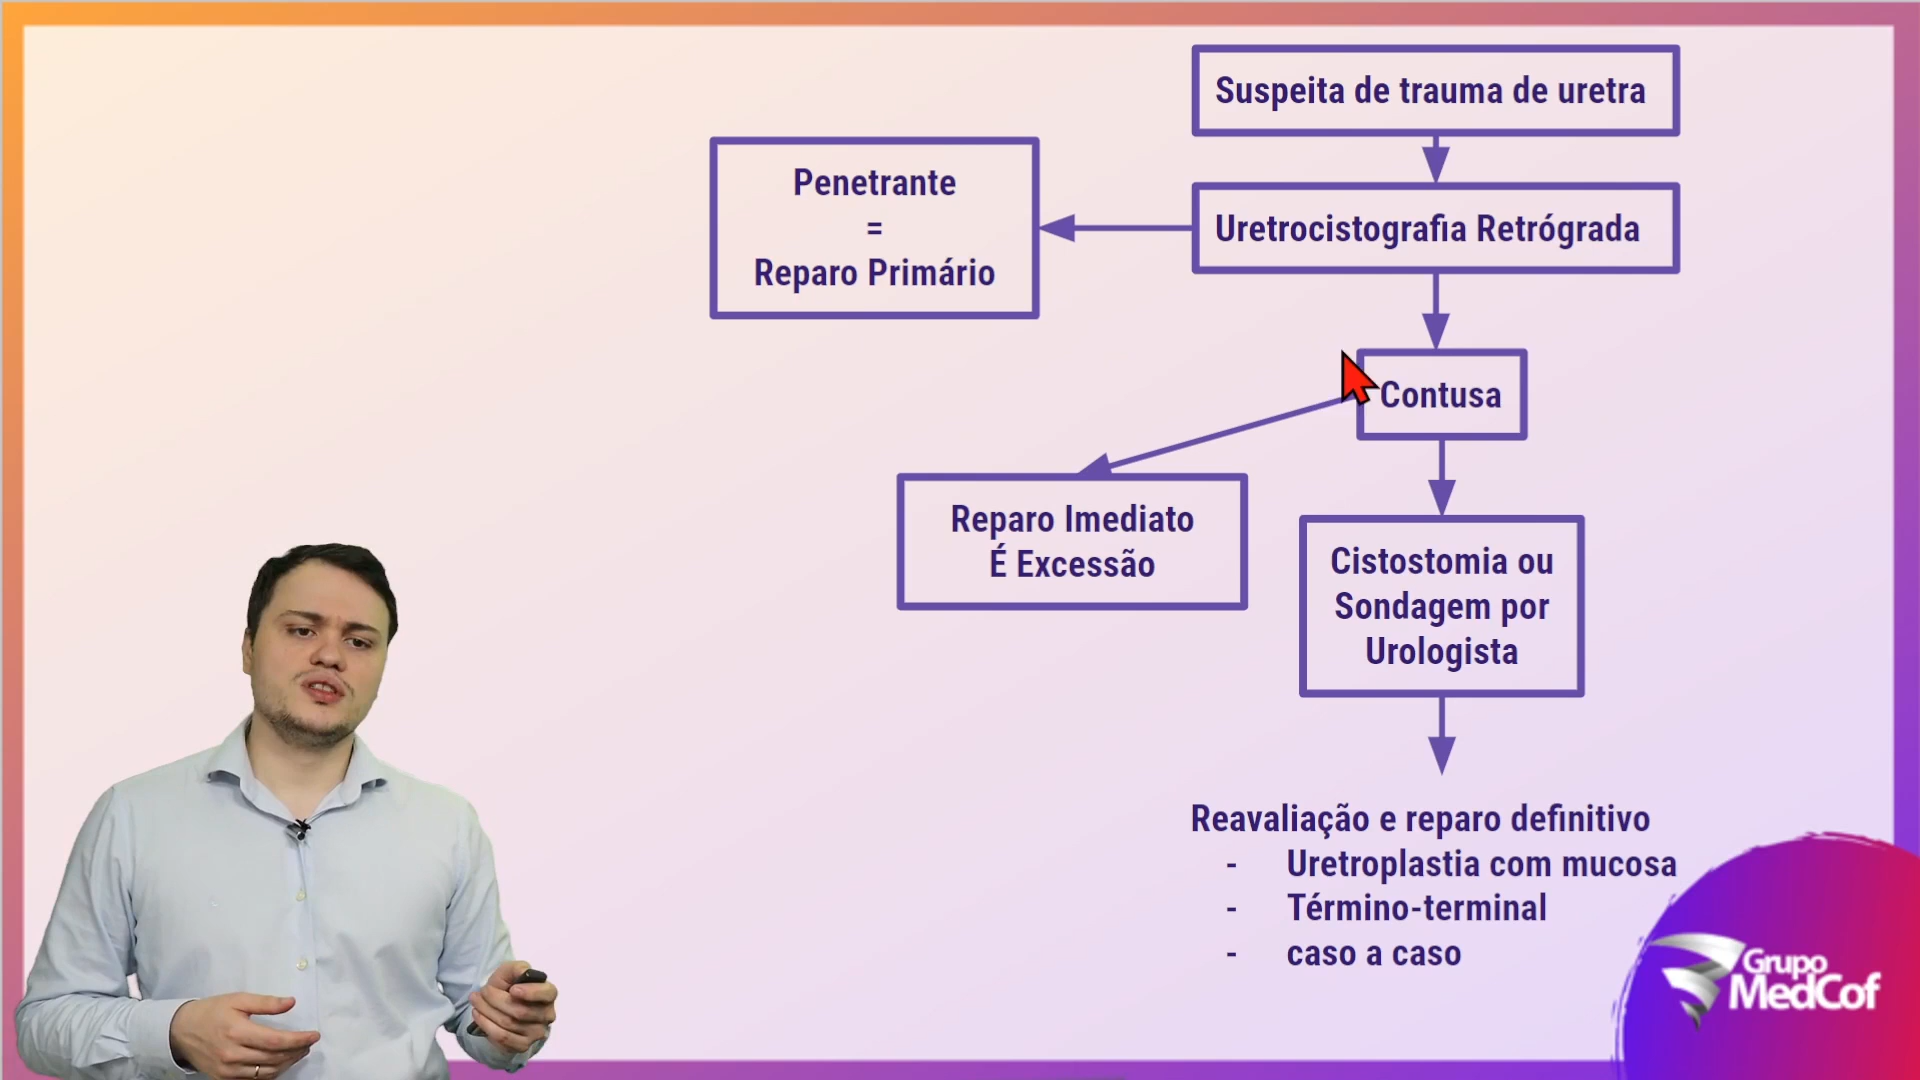 Suspeita de trauma de uretra
Penetrante
=
Reparo Primário
Uretrocistografia Retrógrada
Contusa
Reparo Imediato
É Excessão
Cistostomia ou
Sondagem por
Urologista
Reavaliação e reparo definitivo
- Uretroplastia com mucosa
- Término-terminal
- caso a caso
Grupo
MedCof